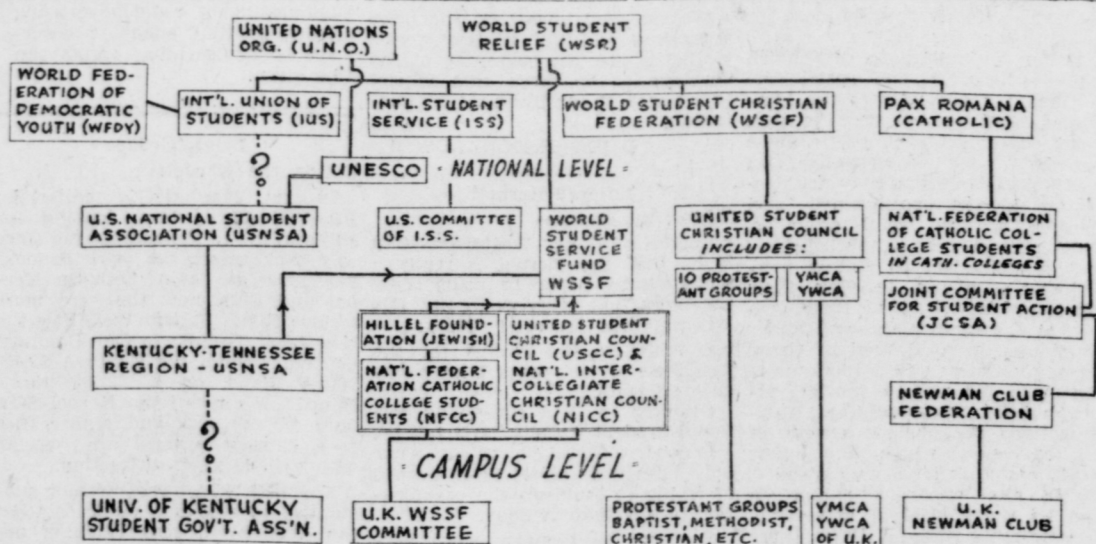 UNITED NATIONS
ORG. (U.N.O.)
WORLD STUDENT
RELIEF (WSR)
WORLD FED-
ERATION OF
DEMOCRATIC
YOUTH (WFDY)
INT'L. UNION OF
STUDENTS (IUS)
INT'L. STUDENT
SERVICE (ISS)
WORLD STUDENT CHRISTIAN
FEDERATION (WSCF)
PAX ROMANA
(CATHOLIC)
?
UNESCO
- NATIONAL LEVEL -
U.S. NATIONAL STUDENT
ASSOCIATION (USNSA)
U.S. COMMITTEE
OF I.S.S.
WORLD
STUDENT
SERVICE
FUND
WSSF
UNITED STUDENT
CHRISTIAN COUNCIL
INCLUDES:
10 PROTEST-
ANT GROUPS
YMCA
YWCA
NAT'L. FEDERATION
OF CATHOLIC COL-
LEGE STUDENTS
IN CATH. COLLEGES
JOINT COMMITTEE
FOR STUDENT ACTION
(JCSA)
KENTUCKY-TENNESSEE
REGION - USNSA
HILLEL FOUND-
ATION (JEWISH)
NAT'L. FEDER-
ATION CATHOLIC
COLLEGE STUD-
ENTS (NFCC)
UNITED STUDENT
CHRISTIAN COUN-
CIL (USCC) &
NAT'L. INTER-
COLLEGIATE
CHRISTIAN COUN-
CIL (NICC)
NEWMAN CLUB
FEDERATION
?
- CAMPUS LEVEL -
UNIV. OF KENTUCKY
STUDENT GOV'T. ASS'N.
U.K. WSSF
COMMITTEE
PROTESTANT GROUPS
BAPTIST, METHODIST,
CHRISTIAN, ETC.
YMCA
YWCA
OF U.K.
U.K.
NEWMAN CLUB